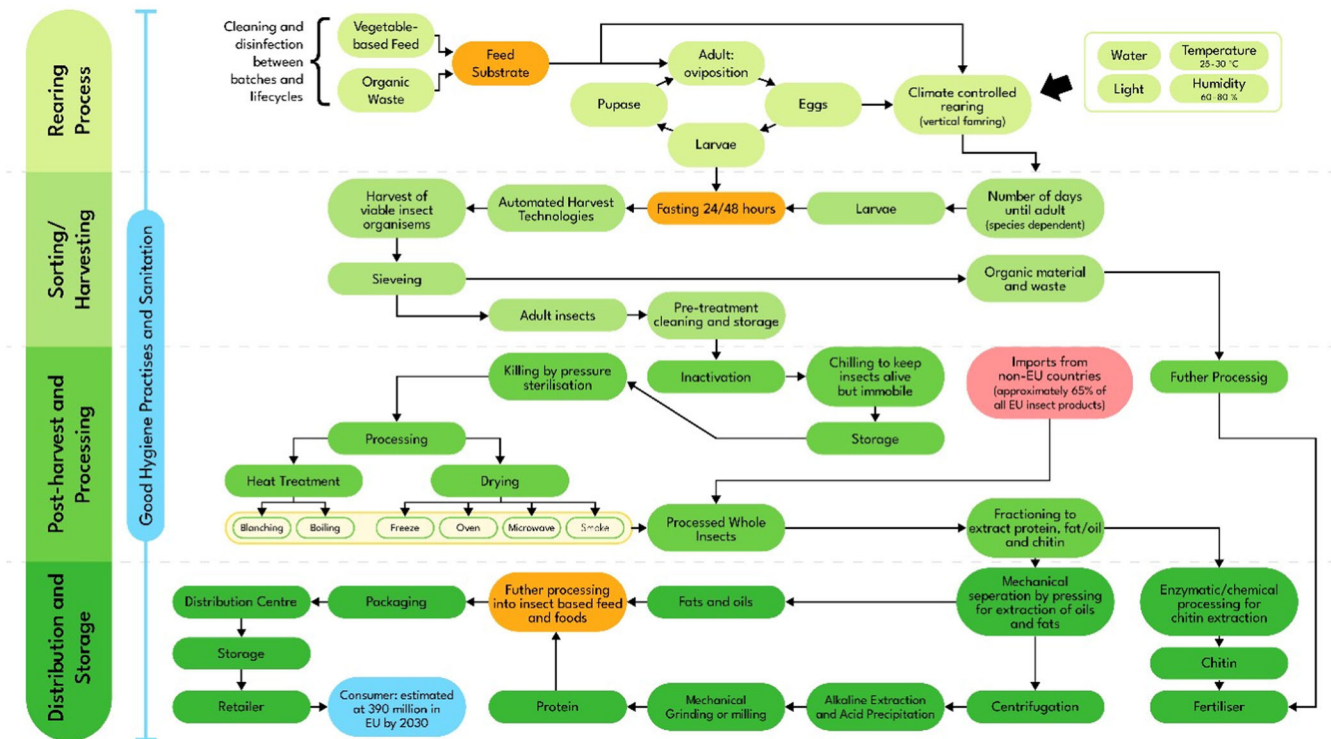 Rearing
Process
Sorting/
Harvesting
Post-harvest and
Processing
Distribution and
Storage
Good Hygiene Practises and Sanitation
Cleaning and
disinfection
between
batches and
lifecycles
Vegetable-
based Feed
Organic
Waste
Feed
Substrate
Adult:
oviposition
Pupase
Eggs
Larvae
Climate controlled
rearing
(vertical famring)
Water
Temperature
25-30 °C
Light
Humidity
60-80 %
Harvest of
viable insect
organisems
Automated Harvest
Technologies
Fasting 24/48 hours
Larvae
Number of days
until adult
(species dependent)
Sieveing
Organic material
and waste
Adult insects
Pre-treatment
cleaning and storage
Killing by pressure
sterilisation
Inactivation
Chilling to keep
insects alive
but immobile
Imports from
non-EU countries
(approximately 65% of
all EU insect products)
Futher Processig
Processing
Storage
Heat Treatment
Drying
Blanching
Boiling
Freeze
Oven
Microwave
Smoke
Processed Whole
Insects
Fractioning to
extract protein, fat/oil
and chitin
Distribution Centre
Packaging
Futher processing
into insect based feed
and foods
Fats and oils
Mechanical
seperation by pressing
for extraction of oils
and fats
Enzymatic/chemical
processing for
chitin extraction
Storage
Chitin
Retailer
Consumer: estimated
at 390 million in
EU by 2030
Protein
Mechanical
Grinding or milling
Alkaline Extraction
and Acid Precipitation
Centrifugation
Fertiliser